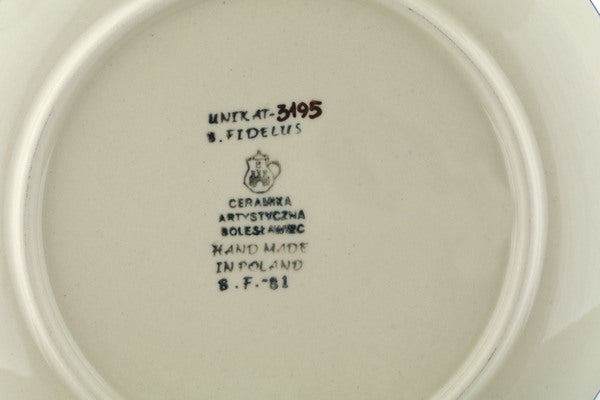 UNIKAT-3195
B. FIDELUS
CERAMIKA
ARTYSTYCZNA
BOLESŁAWIEC
HAND MADE
IN POLAND
B.F.-81